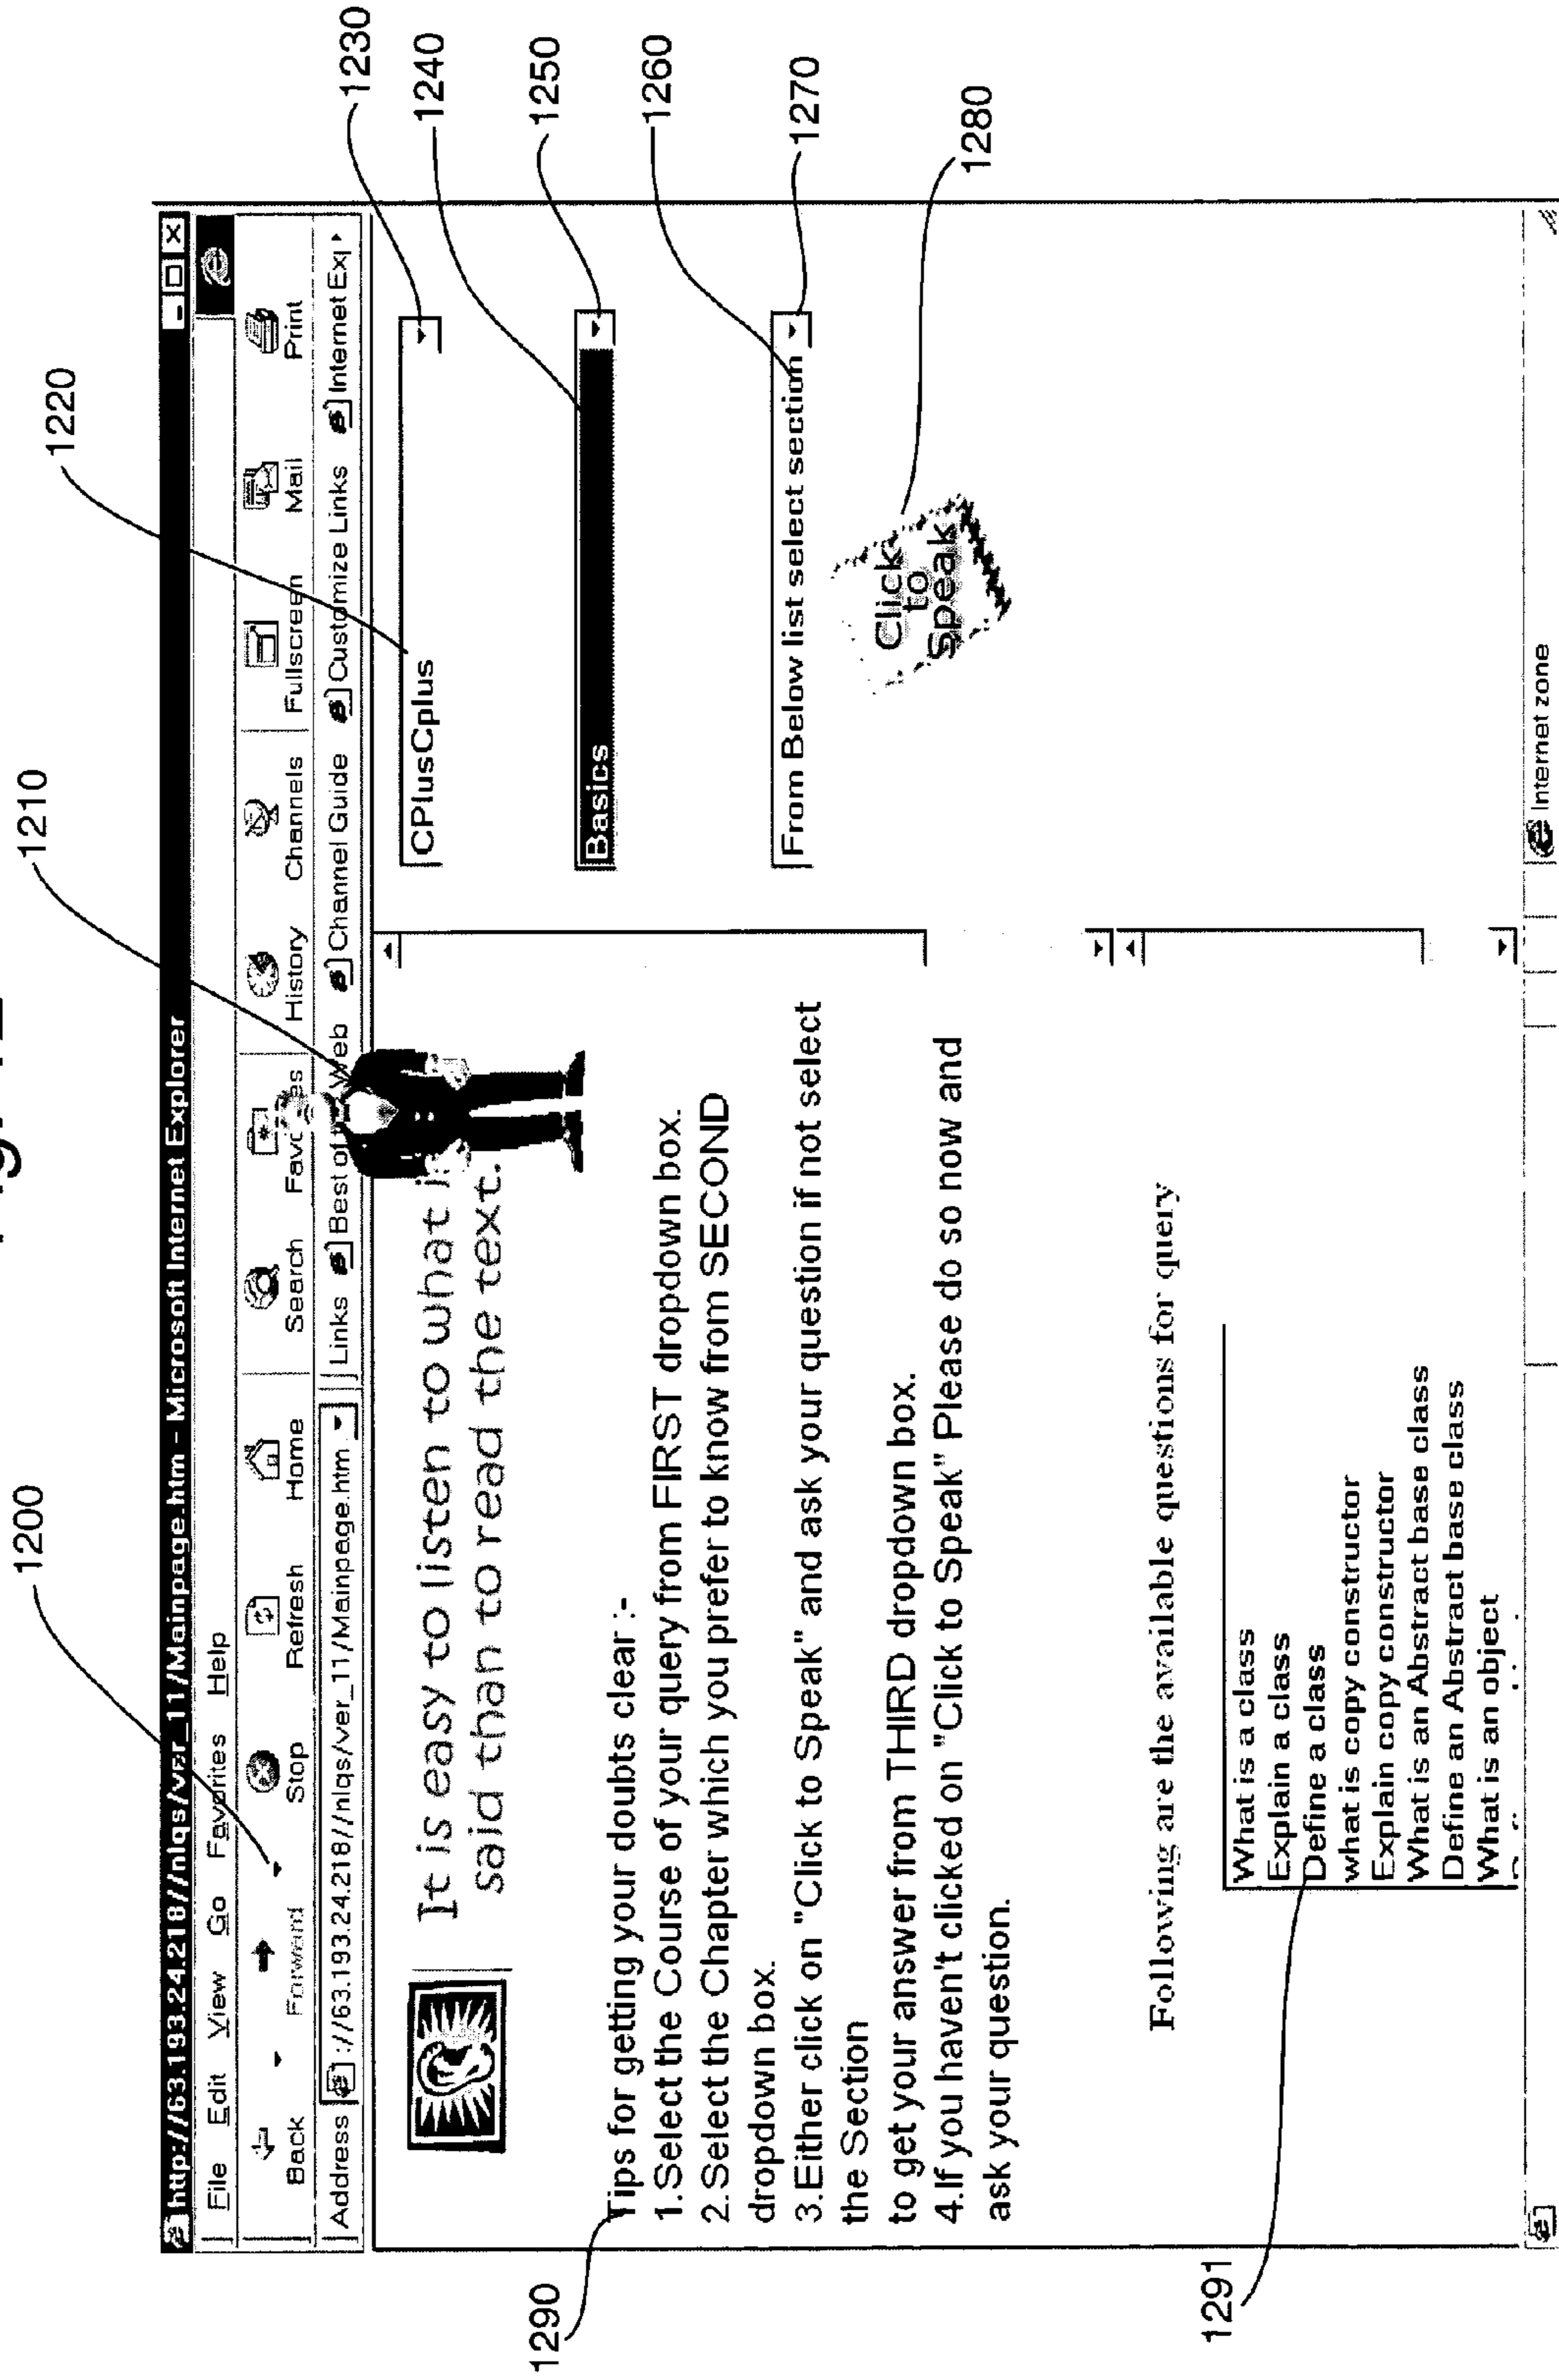 1200
1210
1220
http://63.193.24.218//nlqs/ver_11/Mainpage.htm - Microsoft Internet Explorer
File Edit View Go Favorites Help
Back Forward Stop Refresh Home Search History Channels Fullscreen Mail Print
Address ://63.193.24.218//nlqs/ver_11/Mainpage.htm Links Best of Web Channel Guide Customize Links Internet Exp
It is easy to listen to what
said than to read the text.
CPlusCplus
1230
1240
Basics
1250
1260
From Below list select section
1270
Click
to
Speak
1280
1290
Tips for getting your doubts clear :-
1.Select the Course of your query from FIRST dropdown box.
2.Select the Chapter which you prefer to know from SECOND
dropdown box.
3.Either click on "Click to Speak" and ask your question if not select
the Section
to get your answer from THIRD dropdown box.
4.If you haven't clicked on "Click to Speak" Please do so now and
ask your question.
Following are the available questions for query
1291
What is a class
Explain a class
Define a class
what is copy constructor
Explain copy constructor
What is an Abstract base class
Define an Abstract base class
What is an object
Internet zone